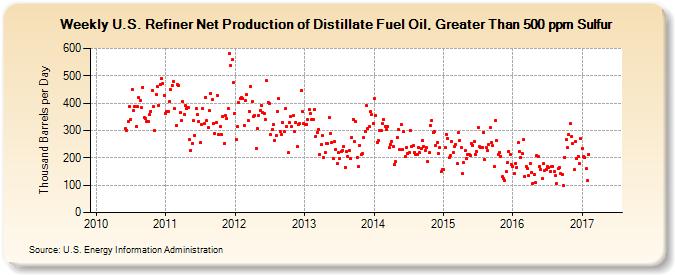 Weekly U.S. Refiner Net Production of Distillate Fuel Oil, Greater Than 500 ppm Sulfur
Thousand Barrels per Day
600
500
400
300
200
100
0
2010 2011 2012 2013 2014 2015 2016 2017
Source: U.S. Energy Information Administration